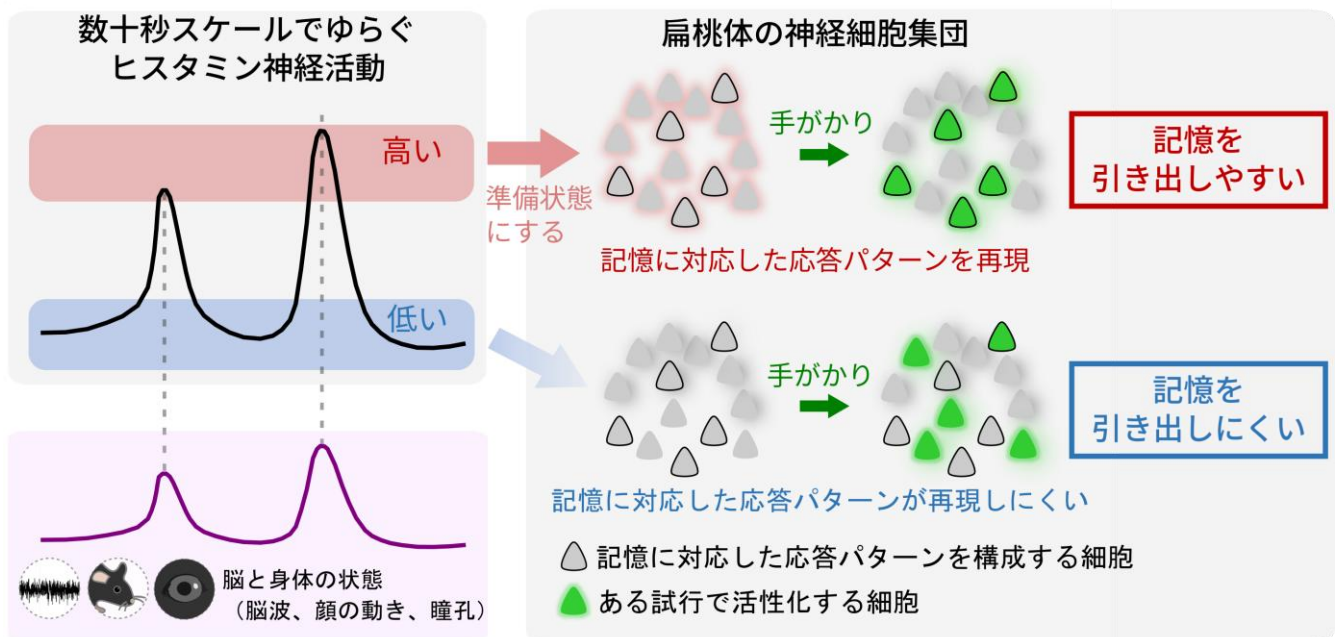 数十秒スケールでゆらぐ
ヒスタミン神経活動
高い
低い
準備状態
にする
脳と身体の状態
（脳波、顔の動き、瞳孔）
扁桃体の神経細胞集団
手がかり
記憶に対応した応答パターンを再現
記憶を
引き出しやすい
手がかり
記憶に対応した応答パターンが再現しにくい
記憶を
引き出しにくい
記憶に対応した応答パターンを構成する細胞
ある試行で活性化する細胞